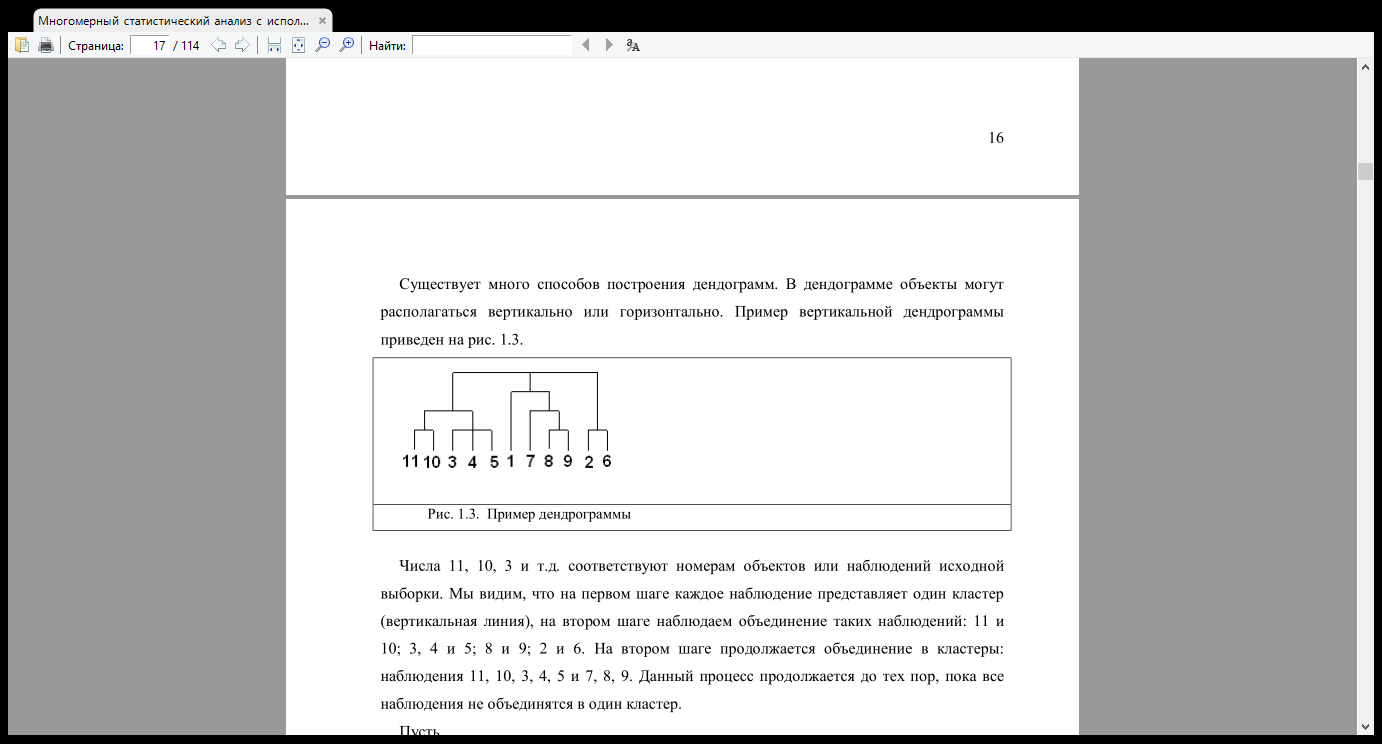 Многомерный статистический анализ с испол...
Страница: 17 / 114 Найти:
16
Существует много способов построения дендограмм. В дендограмме объекты могут
располагаться вертикально или горизонтально. Пример вертикальной дендрограммы
приведен на рис. 1.3.
11 10 3 4 5 1 7 8 9 2 6
Рис. 1.3. Пример дендрограммы
Числа 11, 10, 3 и т.д. соответствуют номерам объектов или наблюдений исходной
выборки. Мы видим, что на первом шаге каждое наблюдение представляет один кластер
(вертикальная линия), на втором шаге наблюдаем объединение таких наблюдений: 11 и
10; 3, 4 и 5; 8 и 9; 2 и 6. На втором шаге продолжается объединение в кластеры:
наблюдения 11, 10, 3, 4, 5 и 7, 8, 9. Данный процесс продолжается до тех пор, пока все
наблюдения не объединятся в один кластер.
Пусть